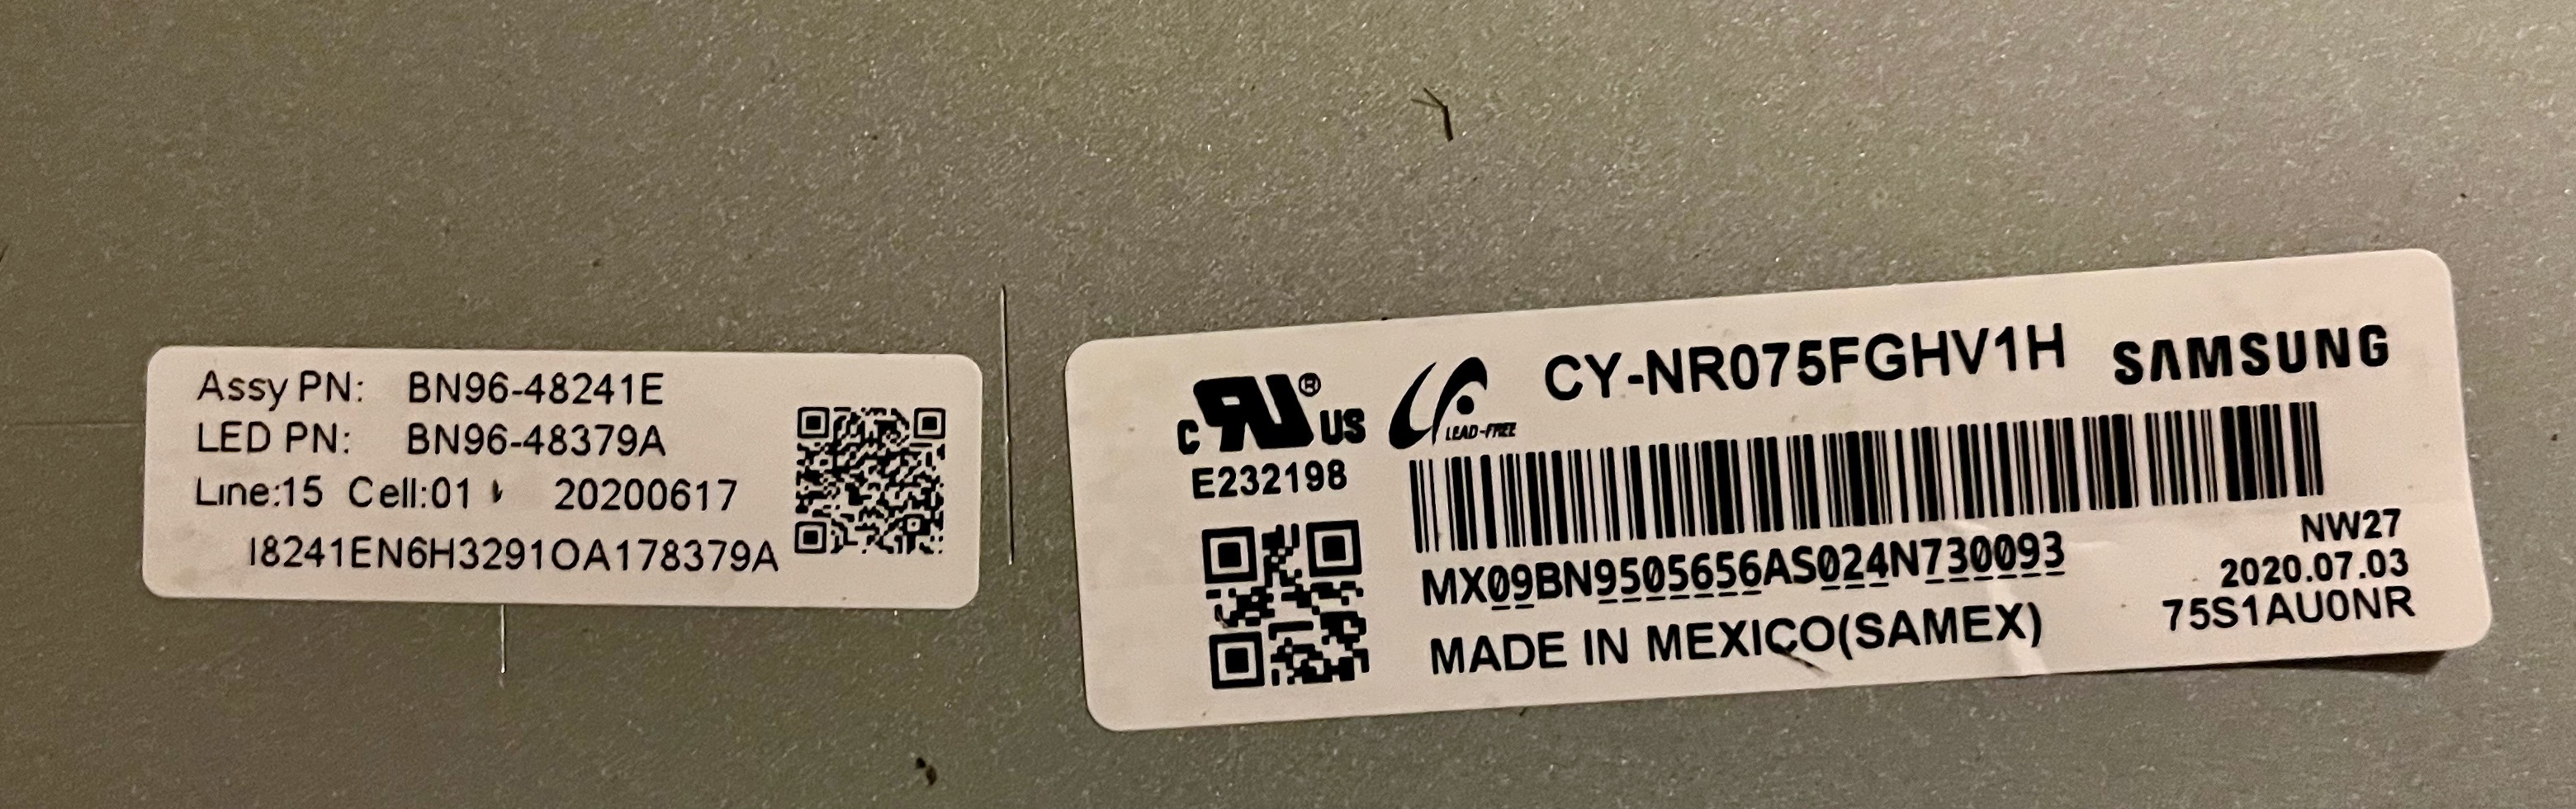 Assy PN: BN96-48241E
LED PN: BN96-48379A
Line:15 Cell:01 20200617
I8241EN6H3291OA178379A
CY-NR075FGHV1H SAMSUNG
c RU ® US LEAD-FREE
E232198
MX09BN9505656AS024N730093
NW27
2020.07.03
MADE IN MEXICO(SAMEX)
75S1AU0NR